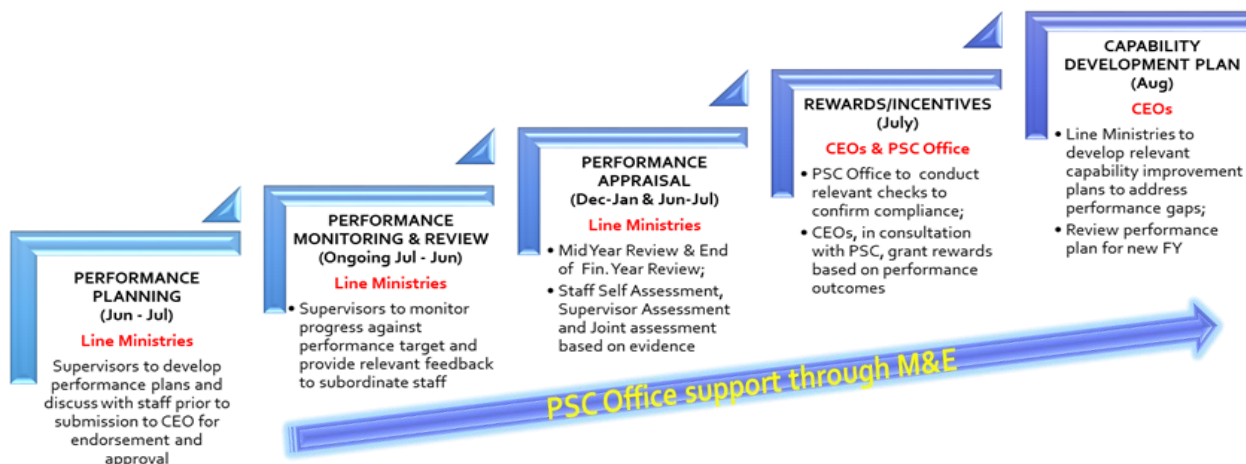 PERFORMANCE
PLANNING
(Jun - Jul)
Line Ministries
Supervisors to develop
performance plans and
discuss with staff prior to
submission to CEO for
endorsement and
approval
PERFORMANCE
MONITORING & REVIEW
(Ongoing Jul - Jun)
Line Ministries
• Supervisors to monitor
progress against
performance target and
provide relevant feedback
to subordinate staff
PERFORMANCE
APPRAISAL
(Dec-Jan & Jun-Jul)
Line Ministries
• Mid Year Review & End
of Fin. Year Review;
• Staff Self Assessment,
Supervisor Assessment
and Joint assessment
based on evidence
REWARDS/INCENTIVES
(July)
CEOs & PSC Office
• PSC Office to conduct
relevant checks to
confirm compliance;
• CEOs, in consultation
with PSC, grant rewards
based on performance
outcomes
CAPABILITY
DEVELOPMENT PLAN
(Aug)
CEOs
• Line Ministries to
develop relevant
capability improvement
plans to address
performance gaps;
• Review performance
plan for new FY
PSC Office support through M&E